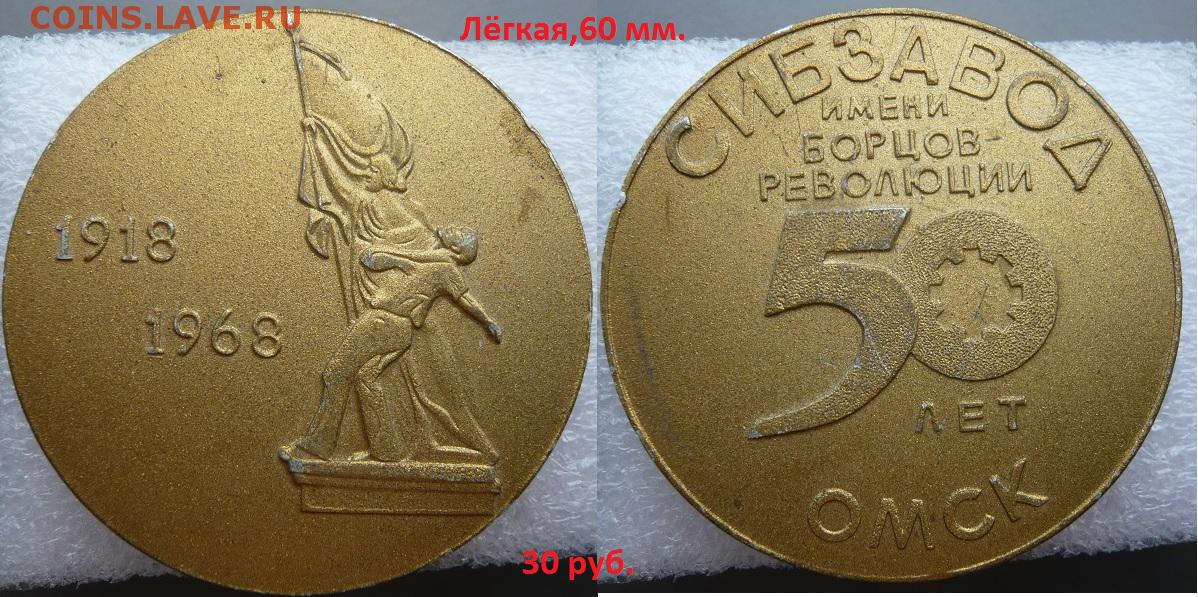 COINS.LAVE.RU
Лёгкая,60 мм.
1918
1968
СИБЗАВОД
ИМЕНИ
БОРЦОВ-
РЕВОЛЮЦИИ
50
ЛЕТ
ОМСК
30 руб.